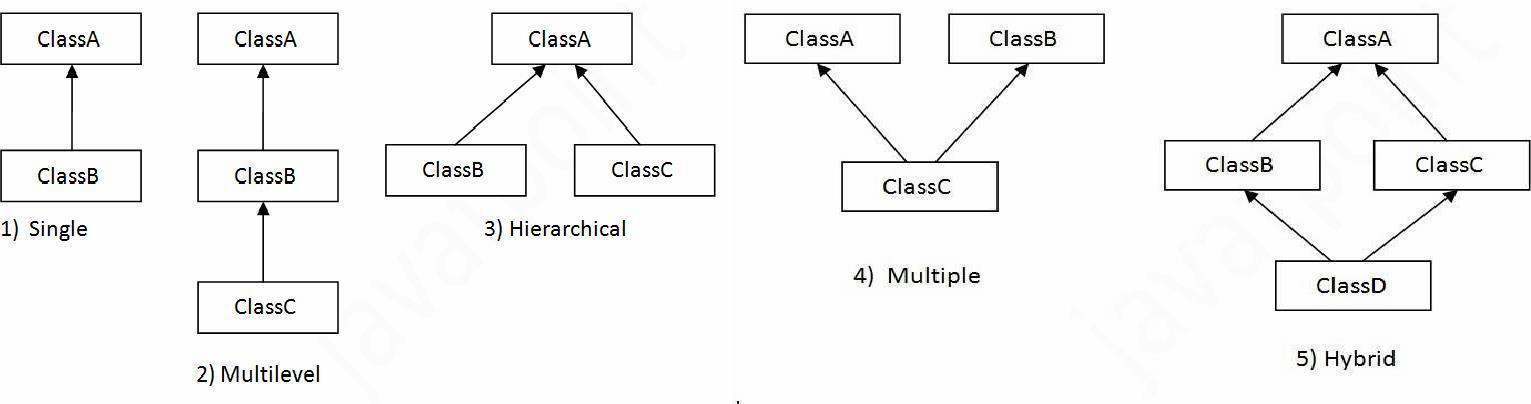 ClassA
ClassB
1) Single
ClassA
ClassB
ClassC
2) Multilevel
ClassA
ClassB
ClassC
3) Hierarchical
ClassA
ClassB
ClassC
4) Multiple
ClassA
ClassB
ClassC
ClassD
5) Hybrid